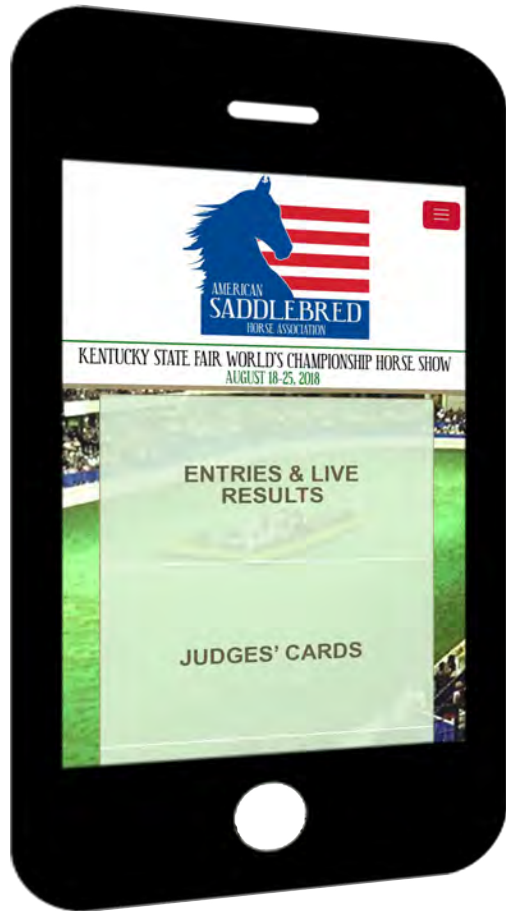 AMERICAN
SADDLEBRED
HORSE ASSOCIATION
KENTUCKY STATE FAIR WORLD'S CHAMPIONSHIP HORSE SHOW
AUGUST 18-25, 2018
ENTRIES & LIVE
RESULTS
JUDGES’ CARDS